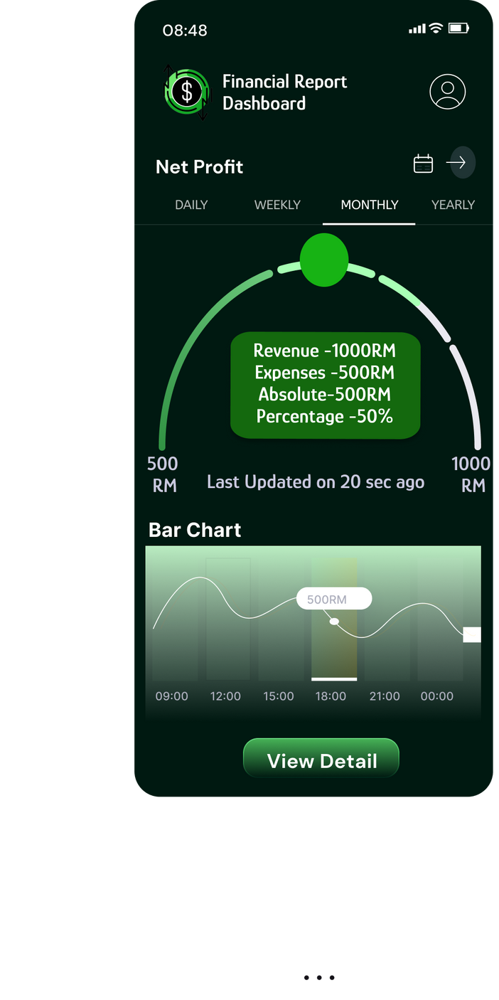 08:48
$
Financial Report
Dashboard
Net Profit
DAILY WEEKLY MONTHLY YEARLY
Revenue -1000RM
Expenses -500RM
Absolute-500RM
Percentage -50%
500
RM
1000
RM
Last Updated on 20 sec ago
Bar Chart
500RM
09:00 12:00 15:00 18:00 21:00 00:00
View Detail
...